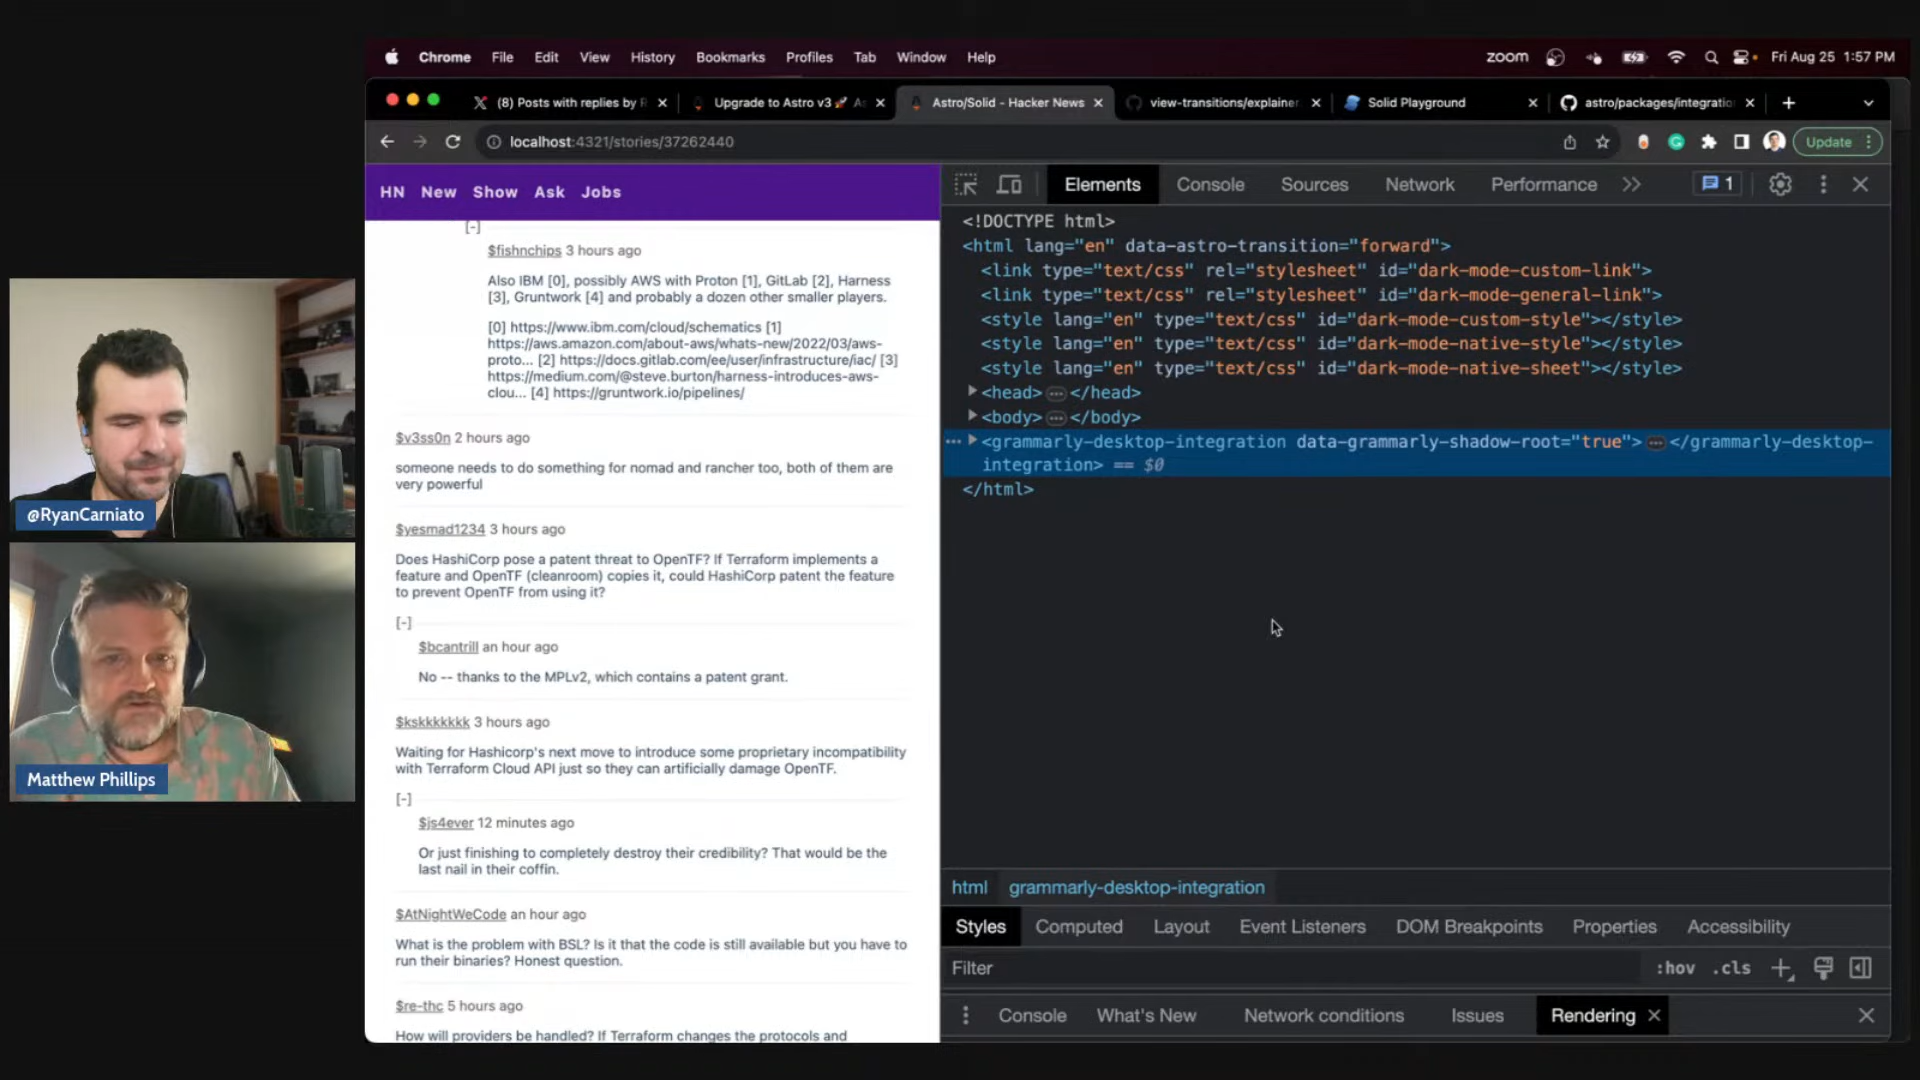 Chrome File Edit View History Bookmarks Profiles Tab Window Help
zoom Fri Aug 25 1:57 PM
(8) Posts with replies by R
Upgrade to Astro v3🚀 As
Astro/Solid - Hacker News
view-transitions/explainer
Solid Playground
astro/packages/integratio
localhost:4321/stories/37262440
Update
HN New Show Ask Jobs
[-]
$fishnchips 3 hours ago
Also IBM [0], possibly AWS with Proton [1], GitLab [2], Harness
[3], Gruntwork [4] and probably a dozen other smaller players.
[0] https://www.ibm.com/cloud/schematics [1]
https://aws.amazon.com/about-aws/whats-new/2022/03/aws-
proto... [2] https://docs.gitlab.com/ee/user/infrastructure/iac/ [3]
https://medium.com/@steve.burton/harness-introduces-aws-
clou... [4] https://gruntwork.io/pipelines/
$v3ss0n 2 hours ago
someone needs to do something for nomad and rancher too, both of them are
very powerful
$yesmad1234 3 hours ago
Does HashiCorp pose a patent threat to OpenTF? If Terraform implements a
feature and OpenTF (cleanroom) copies it, could HashiCorp patent the feature
to prevent OpenTF from using it?
[-]
$bcantrill an hour ago
No -- thanks to the MPLv2, which contains a patent grant.
$kskkkkkkk 3 hours ago
Waiting for Hashicorp's next move to introduce some proprietary incompatibility
with Terraform Cloud API just so they can artificially damage OpenTF.
[-]
$js4ever 12 minutes ago
Or just finishing to completely destroy their credibility? That would be the
last nail in their coffin.
$AtNightWeCode an hour ago
What is the problem with BSL? Is it that the code is still available but you have to
run their binaries? Honest question.
$re-thc 5 hours ago
How will providers be handled? If Terraform changes the protocols and
Elements Console Sources Network Performance 1
<!DOCTYPE html>
<html lang="en" data-astro-transition="forward">
<link type="text/css" rel="stylesheet" id="dark-mode-custom-link">
<link type="text/css" rel="stylesheet" id="dark-mode-general-link">
<style lang="en" type="text/css" id="dark-mode-custom-style"></style>
<style lang="en" type="text/css" id="dark-mode-native-style"></style>
<style lang="en" type="text/css" id="dark-mode-native-sheet"></style>
<head>…</head>
<body>…</body>
<grammarly-desktop-integration data-grammarly-shadow-root="true">…</grammarly-desktop-
integration> == $0
</html>
html grammarly-desktop-integration
Styles Computed Layout Event Listeners DOM Breakpoints Properties Accessibility
Filter :hov .cls
Console What's New Network conditions Issues Rendering
@RyanCarniato
Matthew Phillips